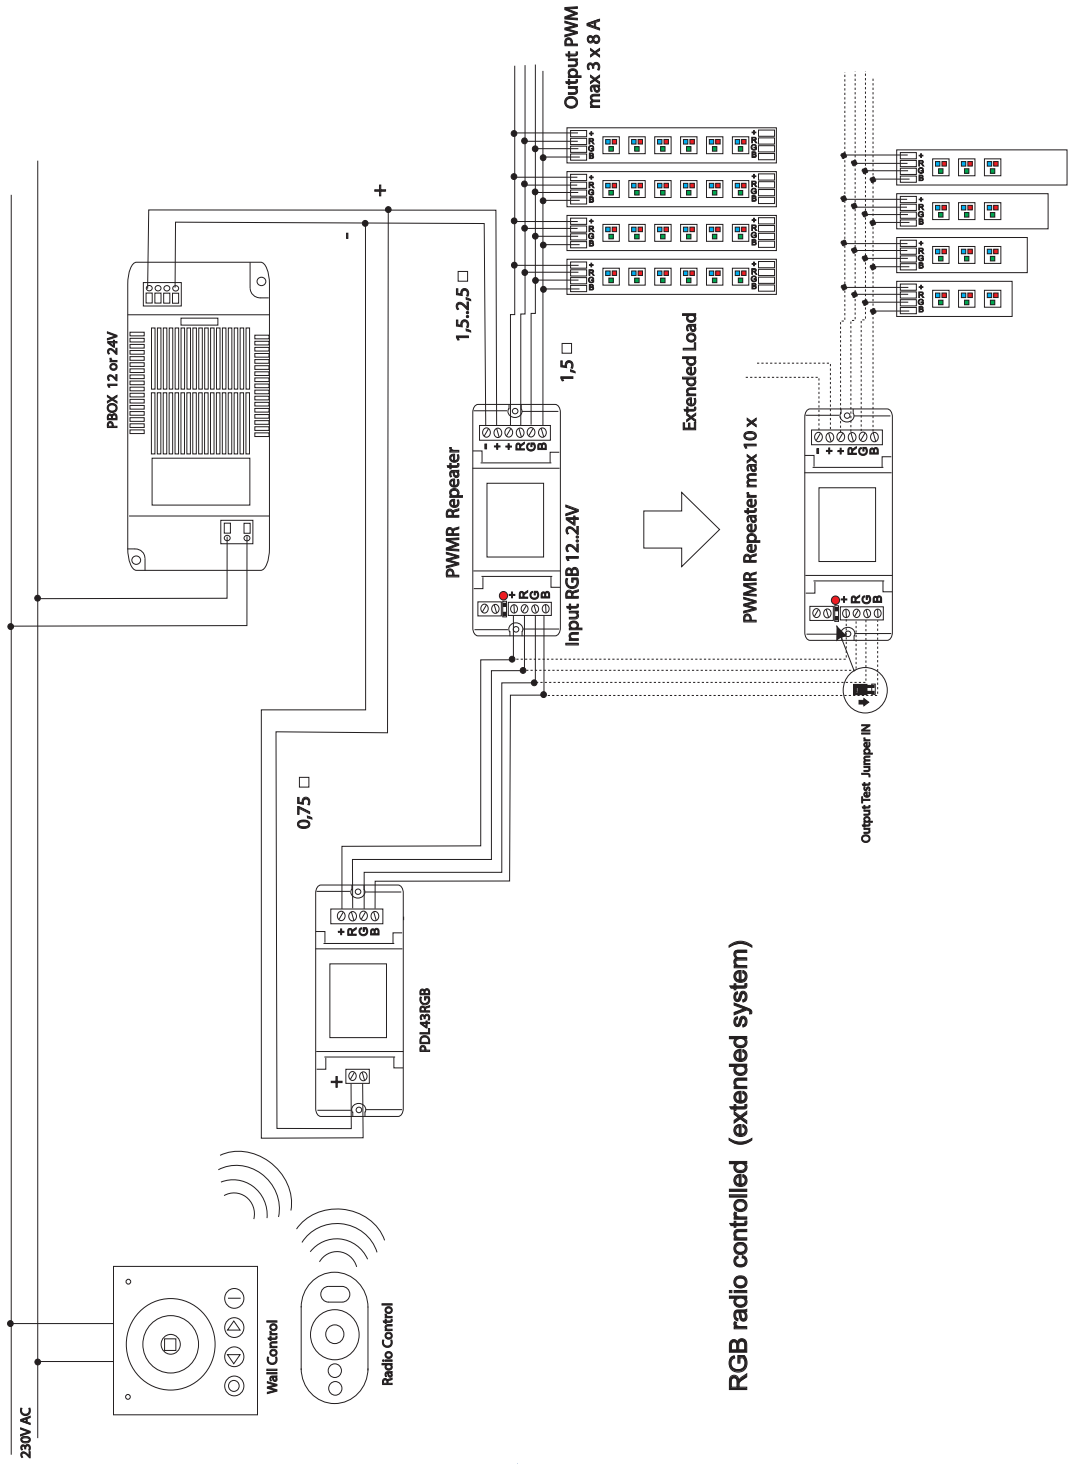 230V AC
Wall Control
Radio Control
PBOX 12 or 24V
-
+
0,75 □
PDL43RGB
+
+ R G B
PWMR Repeater
1,5..2,5 □
1,5 □
- + + R G B
+ R G B
Input RGB 12..24V
Output PWM
max 3 x 8 A
+ R G B
+ R G B
+ R G B
+ R G B
+ R G B
+ R G B
+ R G B
+ R G B
Extended Load
PWMR Repeater max 10 x
- + + R G B
+ R G B
+ R G B
+ R G B
+ R G B
+ R G B
Output Test Jumper IN
RGB radio controlled (extended system)